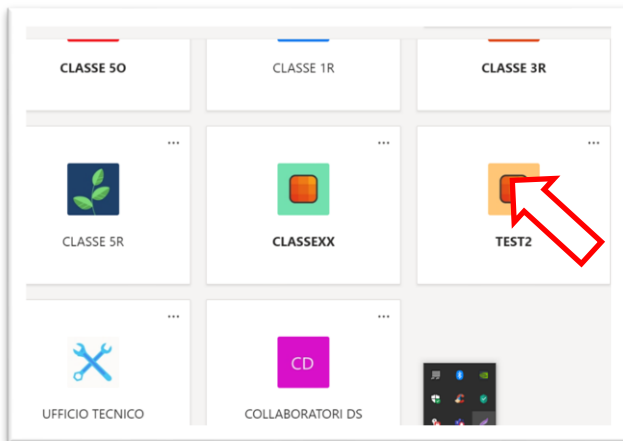 CLASSE 5O
CLASSE 1R
CLASSE 3R
CLASSE 5R
CLASSEXX
TEST2
CD
UFFICIO TECNICO
COLLABORATORI DS